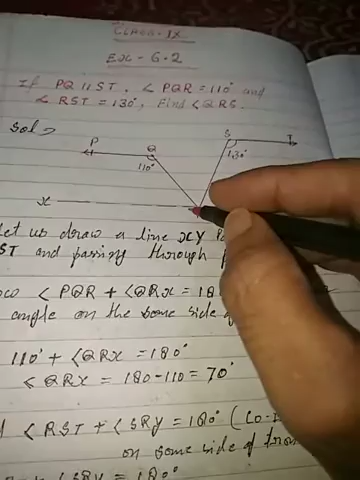 CLASS-IX
EX-6.2
If PQ || ST, < PQR = 110° and
< RST = 130°, Find < QRS.
Sol →
P
Q
S
T
110°
130°
X
let us draw a line XY
ST and passing through
< PQR + < QRX =
angle on the same side of
110° + < QRX = 180°
< QRX = 180 - 110 = 70°
< RST + < SRY = 180° (Co-
on same side of
< SRY = 180°